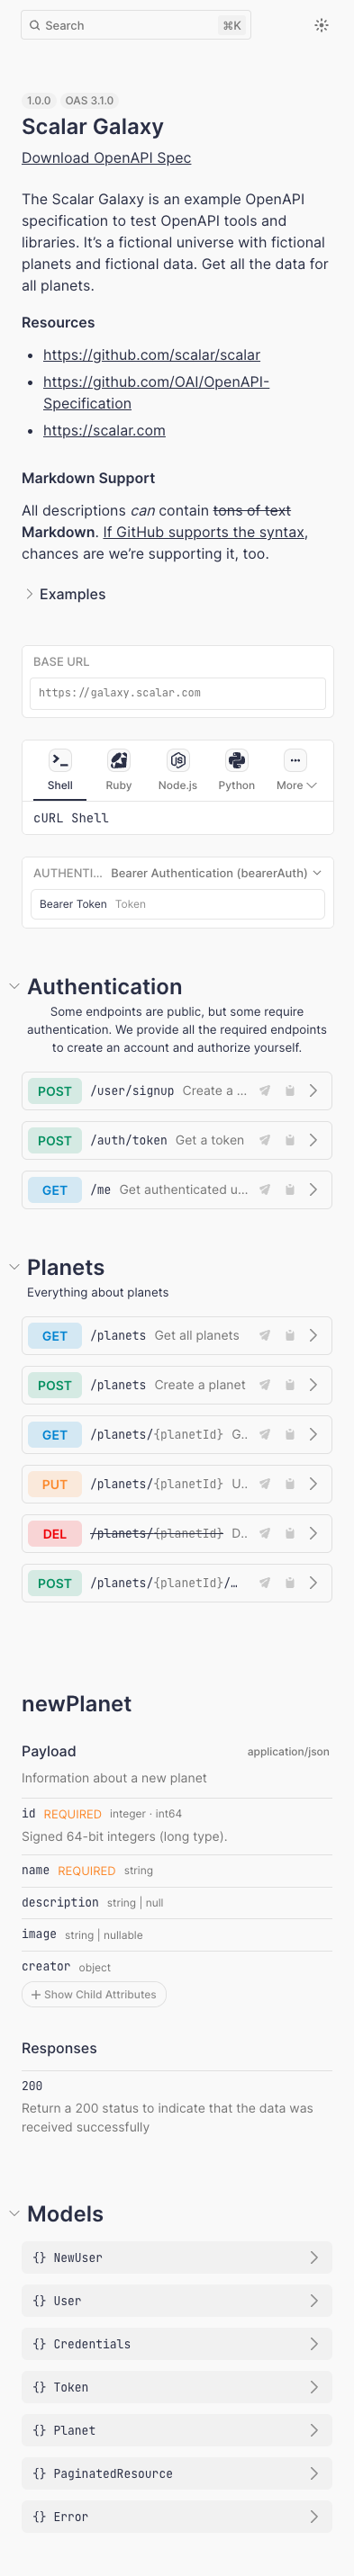 Search ⌘K
1.0.0 OAS 3.1.0
Scalar Galaxy
Download OpenAPI Spec
The Scalar Galaxy is an example OpenAPI
specification to test OpenAPI tools and
libraries. It’s a fictional universe with fictional
planets and fictional data. Get all the data for
all planets.
Resources
• https://github.com/scalar/scalar
• https://github.com/OAI/OpenAPI-
Specification
• https://scalar.com
Markdown Support
All descriptions can contain tons of text
Markdown. If GitHub supports the syntax,
chances are we’re supporting it, too.
Examples
BASE URL
https://galaxy.scalar.com
Shell Ruby Node.js Python More
cURL Shell
AUTHENTI... Bearer Authentication (bearerAuth)
Bearer Token Token
Authentication
Some endpoints are public, but some require
authentication. We provide all the required endpoints
to create an account and authorize yourself.
POST /user/signup Create a ...
POST /auth/token Get a token
GET /me Get authenticated u...
Planets
Everything about planets
GET /planets Get all planets
POST /planets Create a planet
GET /planets/{planetId} G..
PUT /planets/{planetId} U..
DEL /planets/{planetId} D..
POST /planets/{planetId}/…
newPlanet
Payload application/json
Information about a new planet
id REQUIRED integer · int64
Signed 64-bit integers (long type).
name REQUIRED string
description string | null
image string | nullable
creator object
+ Show Child Attributes
Responses
200
Return a 200 status to indicate that the data was
received successfully
Models
{} NewUser
{} User
{} Credentials
{} Token
{} Planet
{} PaginatedResource
{} Error